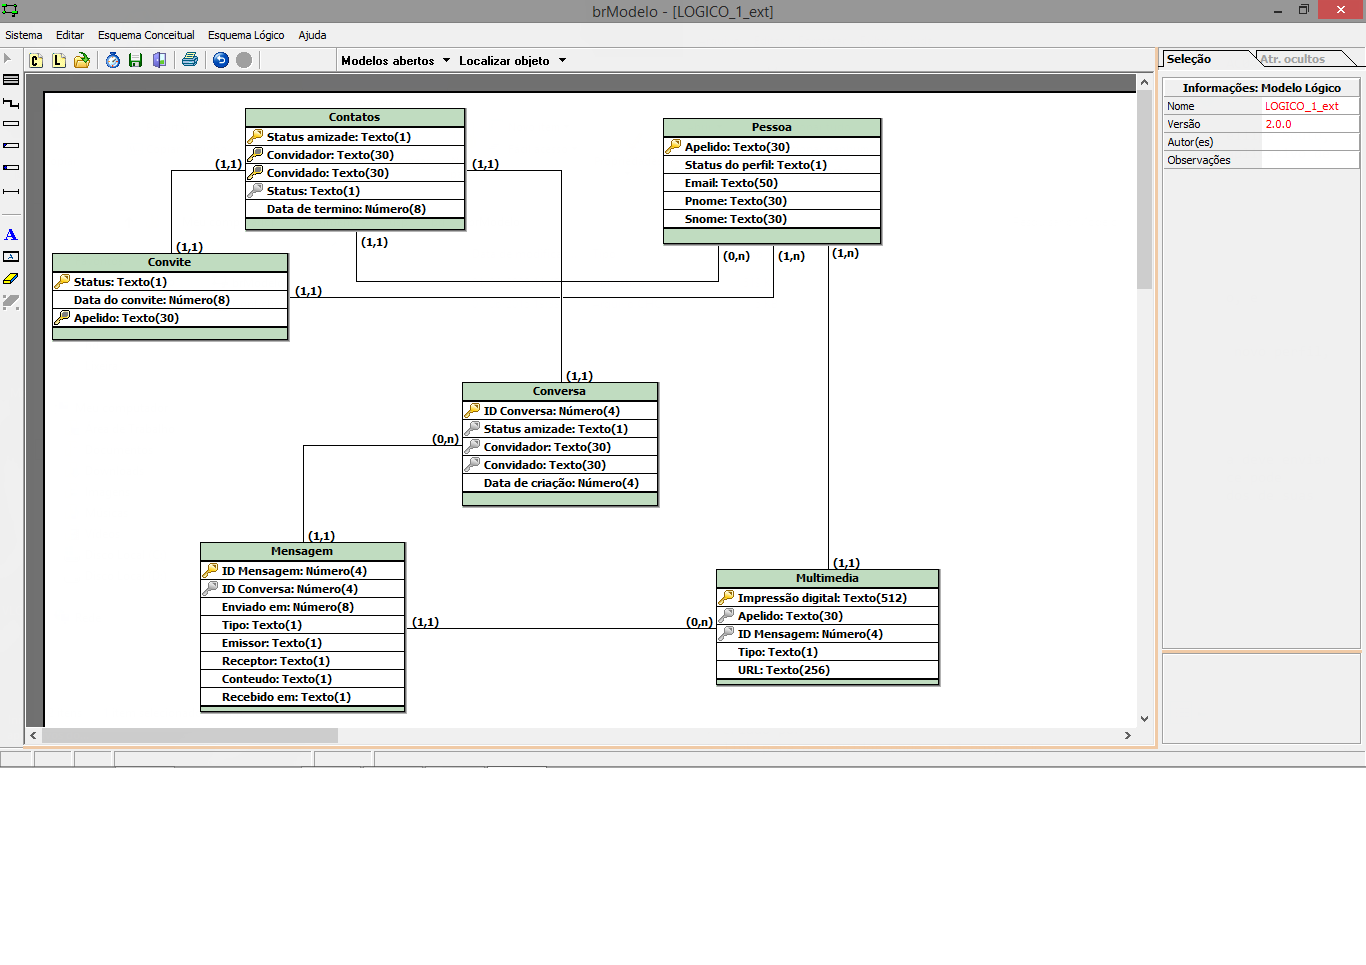 brModelo - [LOGICO_1_ext]
Sistema Editar Esquema Conceitual Esquema Lógico Ajuda
Modelos abertos Localizar objeto
Seleção Atr. ocultos
Informações: Modelo Lógico
Nome LOGICO_1_ext
Versão 2.0.0
Autor(es)
Observações
Contatos
Status amizade: Texto(1)
Convidador: Texto(30)
Convidado: Texto(30)
Status: Texto(1)
Data de termino: Número(8)
(1,1)
(1,1)
(1,1)
Pessoa
Apelido: Texto(30)
Status do perfil: Texto(1)
Email: Texto(50)
Pnome: Texto(30)
Snome: Texto(30)
(0,n)
(1,n)
(1,n)
(1,1)
Convite
Status: Texto(1)
Data do convite: Número(8)
Apelido: Texto(30)
(1,1)
(1,1)
Conversa
ID Conversa: Número(4)
Status amizade: Texto(1)
Convidador: Texto(30)
Convidado: Texto(30)
Data de criação: Número(4)
(0,n)
(1,1)
Mensagem
ID Mensagem: Número(4)
ID Conversa: Número(4)
Enviado em: Número(8)
Tipo: Texto(1)
Emissor: Texto(1)
Receptor: Texto(1)
Conteudo: Texto(1)
Recebido em: Texto(1)
(1,1)
(0,n)
(1,1)
Multimedia
Impressão digital: Texto(512)
Apelido: Texto(30)
ID Mensagem: Número(4)
Tipo: Texto(1)
URL: Texto(256)